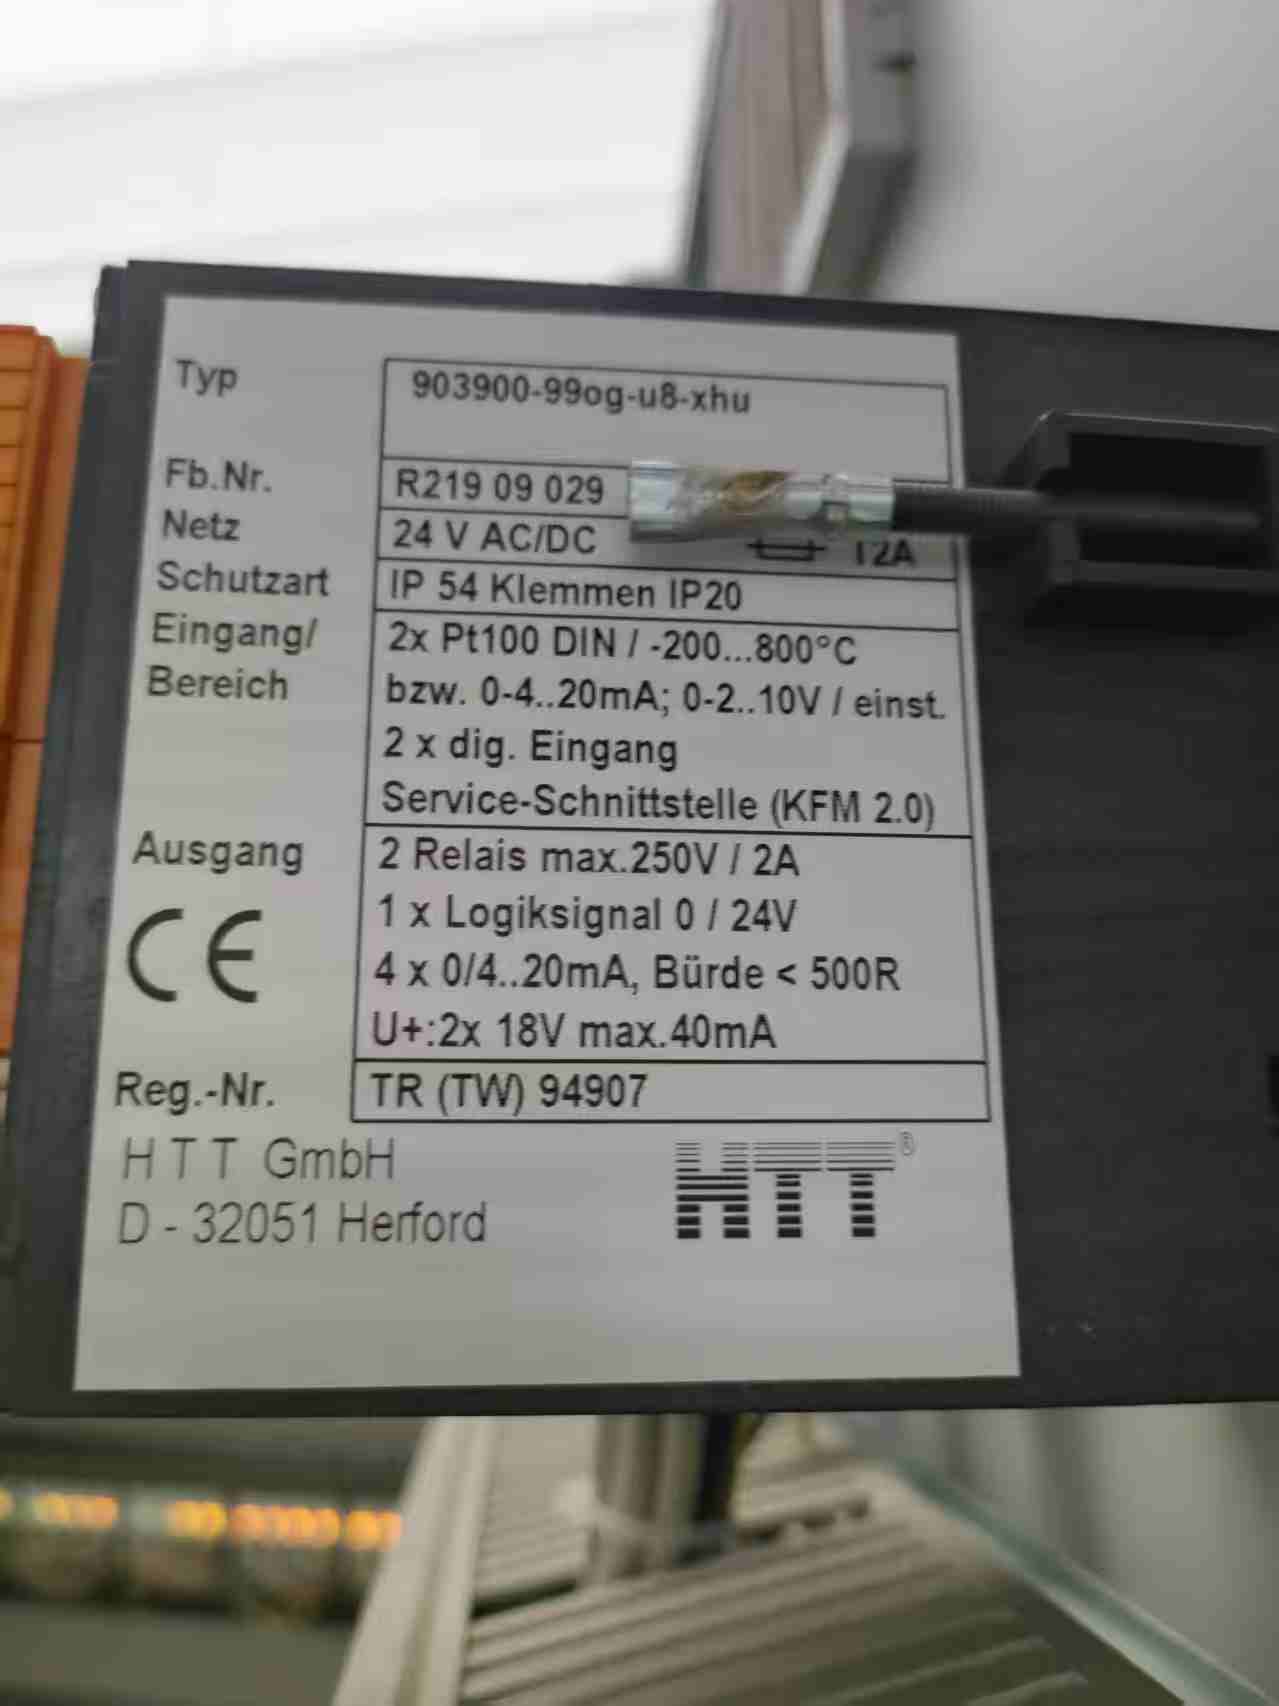 Typ 903900-99og-u8-xhu
Fb.Nr. R219 09 029
Netz 24 V AC/DC T2A
Schutzart IP 54 Klemmen IP20
Eingang/ 2x Pt100 DIN / -200...800°C
Bereich bzw. 0-4..20mA; 0-2..10V / einst.
2 x dig. Eingang
Service-Schnittstelle (KFM 2.0)
Ausgang 2 Relais max.250V / 2A
CE 1 x Logiksignal 0 / 24V
4 x 0/4..20mA, Bürde < 500R
U+:2x 18V max.40mA
Reg.-Nr. TR (TW) 94907
HTT GmbH
D - 32051 Herford
HTT®